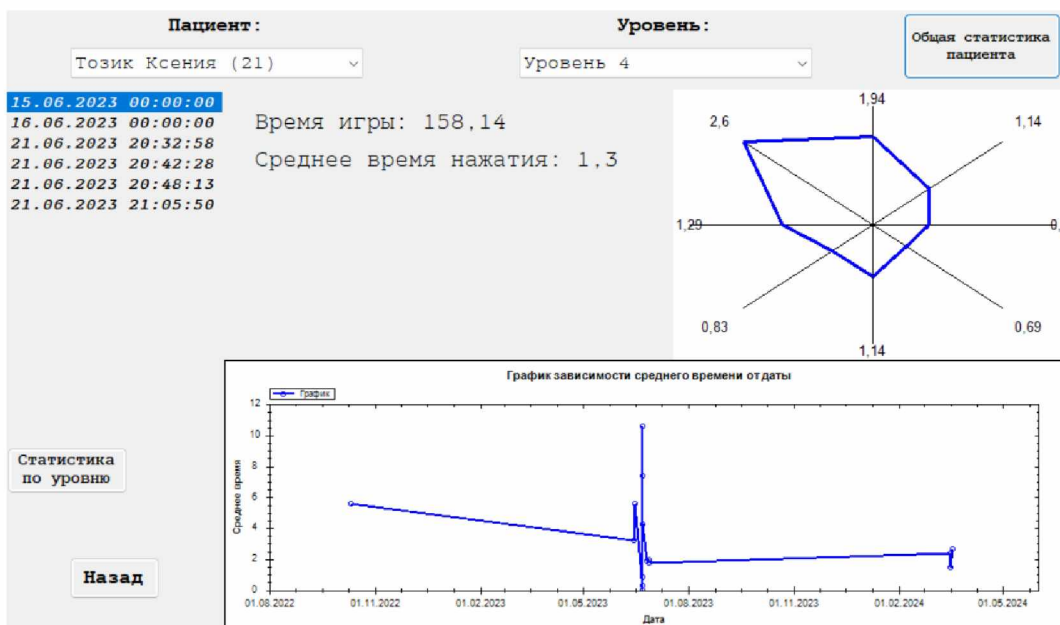 Пациент:
Уровень:
Общая статистика
пациента
Тозик Ксения (21)
Уровень 4
15.06.2023 00:00:00
16.06.2023 00:00:00
21.06.2023 20:32:58
21.06.2023 20:42:28
21.06.2023 20:48:13
21.06.2023 21:05:50
Время игры: 158,14
Среднее время нажатия: 1,3
1,94
2,6
1,14
1,29
0,83
0,69
1,14
График зависимости среднего времени от даты
График
12
10
8
6
4
2
0
Среднее время
01.08.2022
01.11.2022
01.02.2023
01.05.2023
01.08.2023
01.11.2023
01.02.2024
01.05.2024
Дата
Статистика
по уровню
Назад